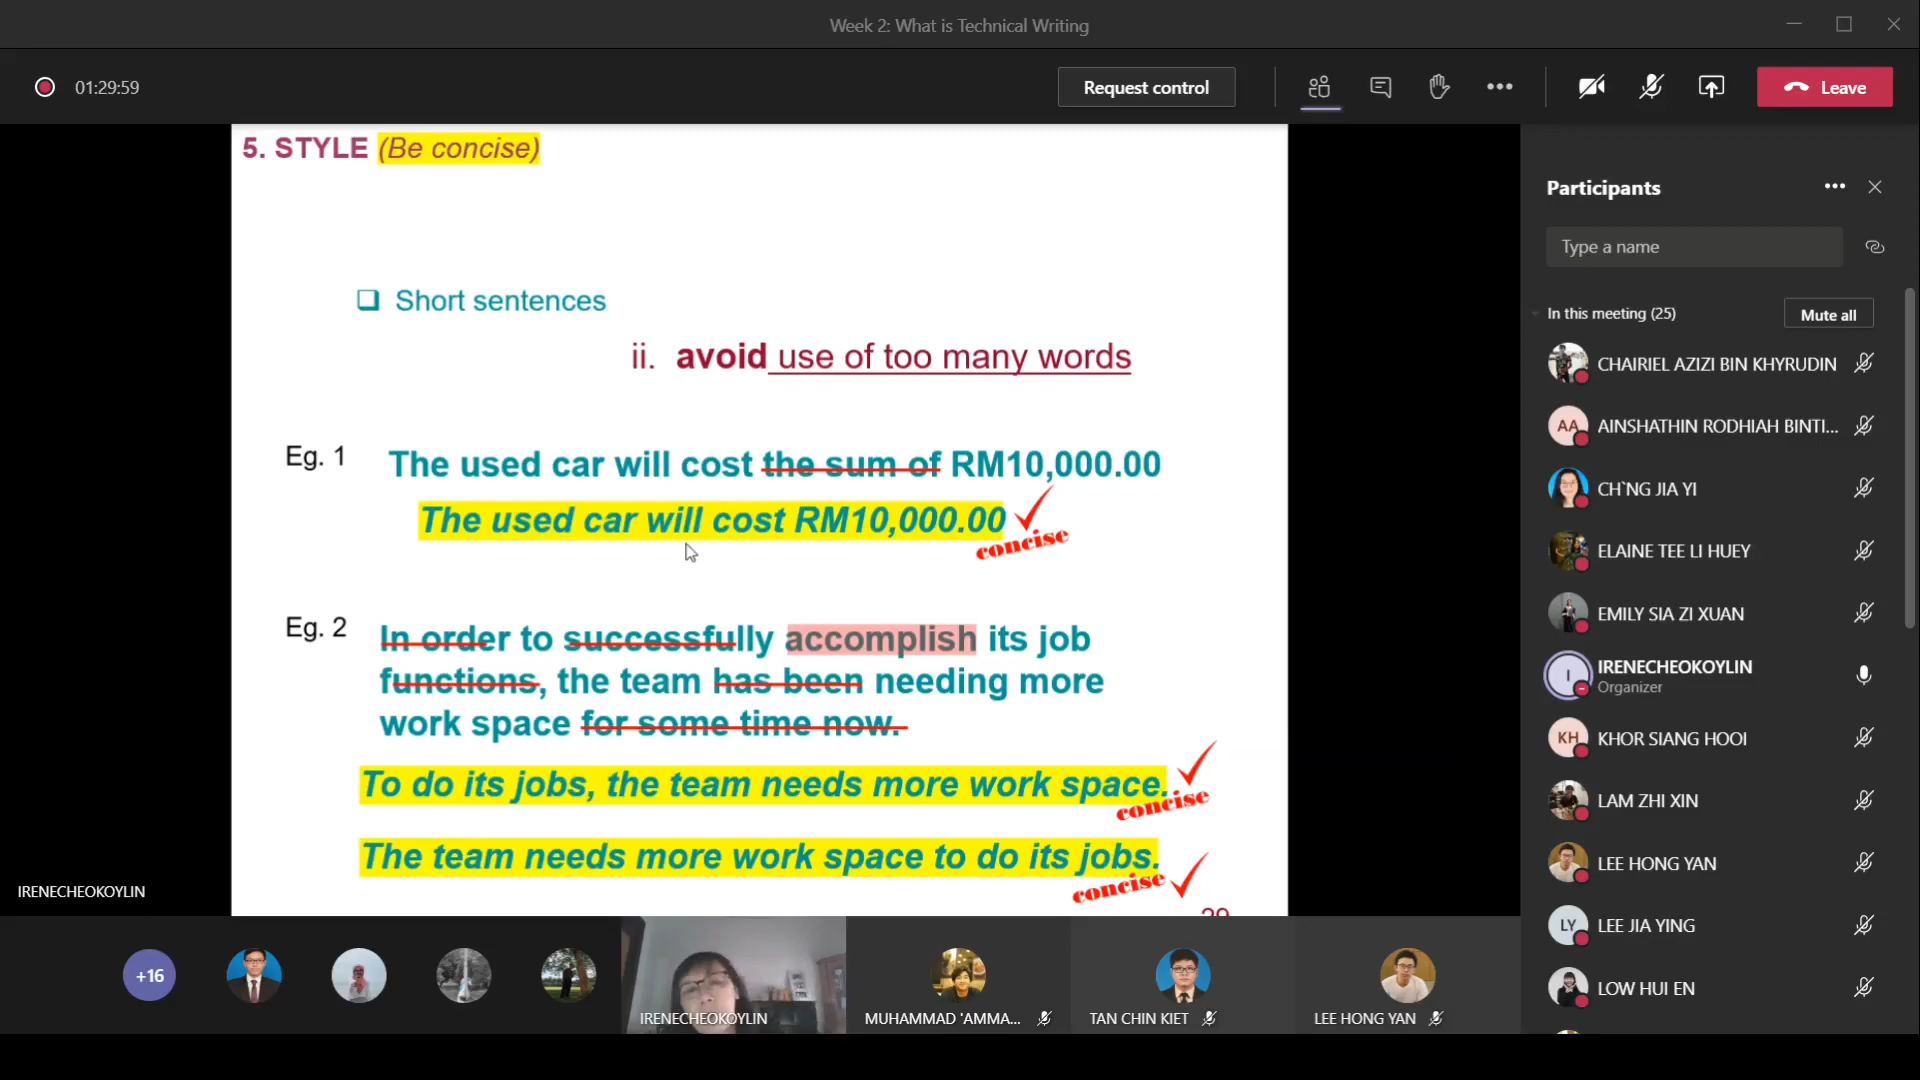 Week 2: What is Technical Writing
01:29:59
Request control
Leave
5. STYLE (Be concise)
Short sentences
ii. avoid use of too many words
Eg. 1
The used car will cost the sum of RM10,000.00
The used car will cost RM10,000.00
concise
Eg. 2
In order to successfully accomplish its job
functions, the team has been needing more
work space for some time now.
To do its jobs, the team needs more work space.
concise
The team needs more work space to do its jobs.
concise
IRENECHEOKOYLIN
Participants
Type a name
In this meeting (25)
Mute all
CHAIRIEL AZIZI BIN KHYRUDIN
AA
AINSHATHIN RODHIAH BINTI...
CH`NG JIA YI
ELAINE TEE LI HUEY
EMILY SIA ZI XUAN
I
IRENECHEOKOYLIN
Organizer
KH
KHOR SIANG HOOI
LAM ZHI XIN
LEE HONG YAN
LY
LEE JIA YING
LOW HUI EN
+16
IRENECHEOKOYLIN
MUHAMMAD 'AMMA...
TAN CHIN KIET
LEE HONG YAN